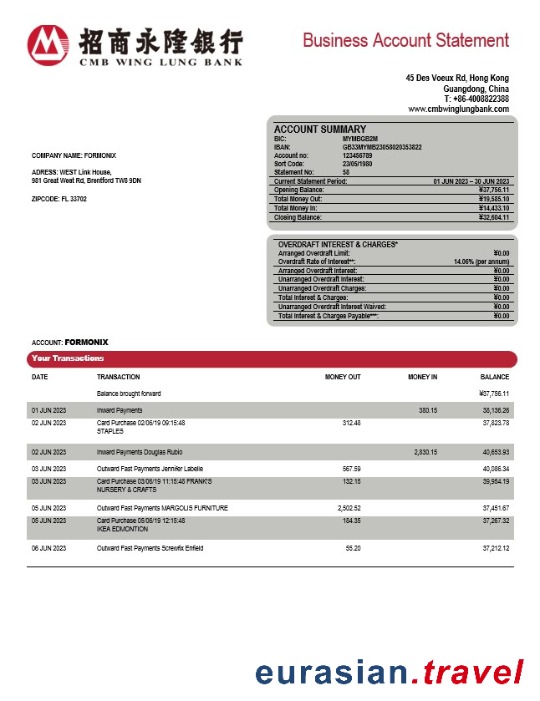 招商永隆银行
CMB WING LUNG BANK
Business Account Statement
45 Des Voeux Rd, Hong Kong
Guangdong, China
T: +86-4008822388
www.cmbwinglungbank.com
ACCOUNT SUMMARY
BIC: MYMBGB2M
IBAN: GB33MYMB23058020353822
Account no: 123456789
Sort Code: 23/05/1980
Statement No: 58
Current Statement Period: 01 JUN 2023 – 30 JUN 2023
Opening Balance: ¥37,756.11
Total Money Out: ¥19,585.10
Total Money In: ¥14,433.10
Closing Balance: ¥32,604.11
COMPANY NAME: FORMONIX
ADRESS: WEST Link House,
981 Great West Rd, Brentford TW8 9DN
ZIPCODE: FL 33702
OVERDRAFT INTEREST & CHARGES*
Arranged Overdraft Limit: ¥0.00
Overdraft Rate of Interest**: 14.06% (per annum)
Arranged Overdraft Interest: ¥0.00
Unarranged Overdraft Interest: ¥0.00
Unarranged Overdraft Charges: ¥0.00
Total Interest & Charges: ¥0.00
Unarranged Overdraft Interest Waived: ¥0.00
Total Interest & Charges Payable***: ¥0.00
ACCOUNT: FORMONIX
Your Transactions
DATE TRANSACTION MONEY OUT MONEY IN BALANCE
Balance brought forward ¥37,756.11
01 JUN 2023 Inward Payments 380.15 38,136.26
02 JUN 2023 Card Purchase 02/06/19 09:15:48 312.48 37,823.78
STAPLES
02 JUN 2023 Inward Payments Douglas Rubio 2,830.15 40,653.93
03 JUN 2023 Outward Fast Payments Jennifer Labelle 567.59 40,086.34
03 JUN 2023 Card Purchase 03/06/19 11:15:48 FRANK'S 132.15 39,954.19
NURSERY & CRAFTS
05 JUN 2023 Outward Fast Payments MARGOLIS FURNITURE 2,502.52 37,451.67
05 JUN 2023 Card Purchase 05/06/19 12:15:48 184.35 37,267.32
IKEA EDMONTION
06 JUN 2023 Outward Fast Payments Screwfix Enfield 55.20 37,212.12
eurasian.travel